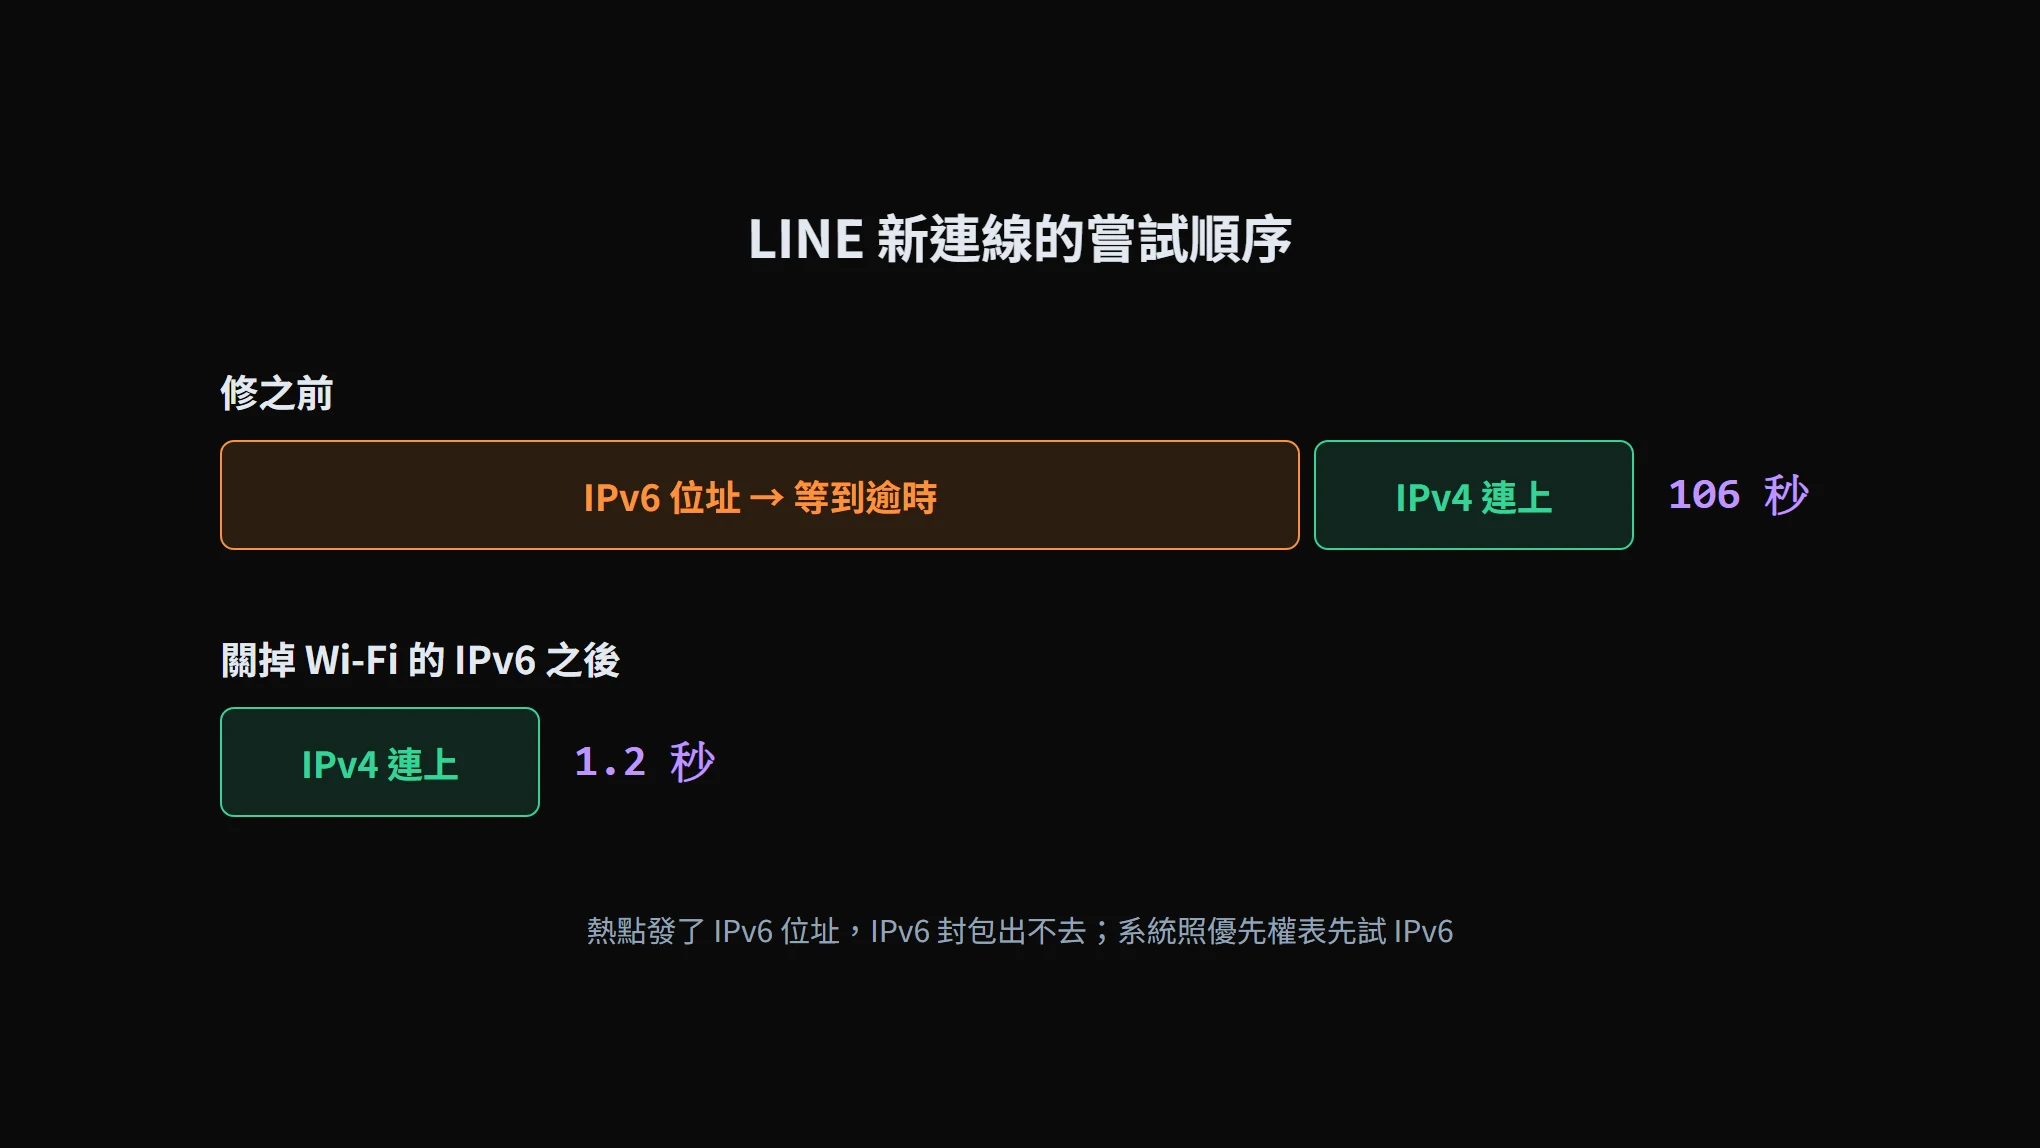 LINE 新連線的嘗試順序
修之前
IPv6 位址 → 等到逾時
IPv4 連上
106 秒
關掉 Wi-Fi 的 IPv6 之後
IPv4 連上
1.2 秒
熱點發了 IPv6 位址，IPv6 封包出不去；系統照優先權表先試 IPv6